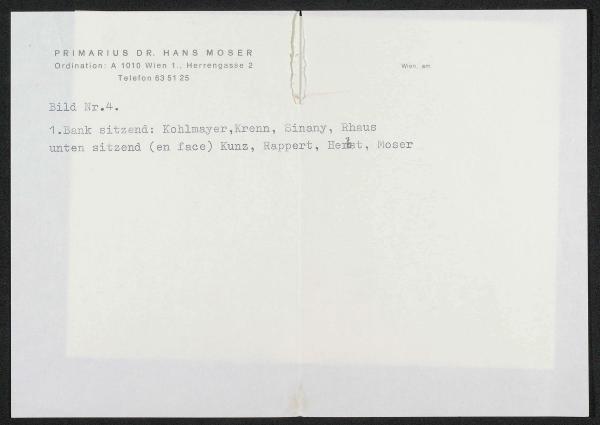 PRIMARIUS DR. HANS MOSER
Ordination: A 1010 Wien 1., Herrengasse 2
Telefon 63 51 25
Wien, am
Bild Nr.4.
1.Bank sitzend: Kohlmayer,Krenn, Sinany, Rhaus
unten sitzend (en face) Kunz, Rappert, Herbst, Moser